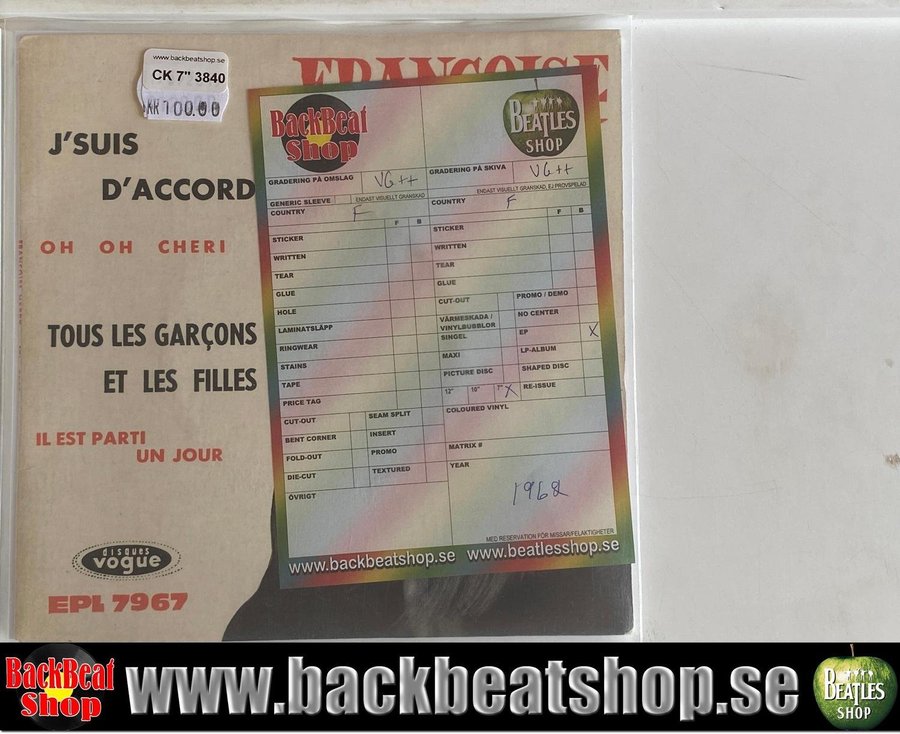 www.backbeatshop.se
CK 7" 3840
KR 100.00
FRANÇOISE
J'SUIS
D'ACCORD
OH OH CHERI
TOUS LES GARÇONS
ET LES FILLES
IL EST PARTI
UN JOUR
disques
vogue
EPL 7967
BackBeat
Shop
BEATLES
SHOP
GRADERING PÅ OMSLAG VG++
GENERIC SLEEVE ENDAST VISUELLT GRANSKAD
COUNTRY F
F B
STICKER
WRITTEN
TEAR
GLUE
HOLE
LAMINATSLÄPP
RINGWEAR
STAINS
TAPE
PRICE TAG
CUT-OUT SEAM SPLIT
BENT CORNER INSERT
FOLD-OUT PROMO
DIE-CUT TEXTURED
ÖVRIGT
GRADERING PÅ SKIVA VG++
ENDAST VISUELLT GRANSKAD, EJ PROVSPELAD
COUNTRY F
F B
STICKER
WRITTEN
TEAR
GLUE
CUT-OUT PROMO / DEMO
VÄRMESKADA / NO CENTER
VINYLBUBBLOR
SINGEL EP X
MAXI LP-ALBUM
PICTURE DISC SHAPED DISC
12" 10" 7" X RE-ISSUE
COLOURED VINYL
MATRIX #
YEAR
1962
MED RESERVATION FÖR MISSAR/FELAKTIGHETER
www.backbeatshop.se www.beatlesshop.se
BackBeat
Shop
www.backbeatshop.se
BEATLES
SHOP